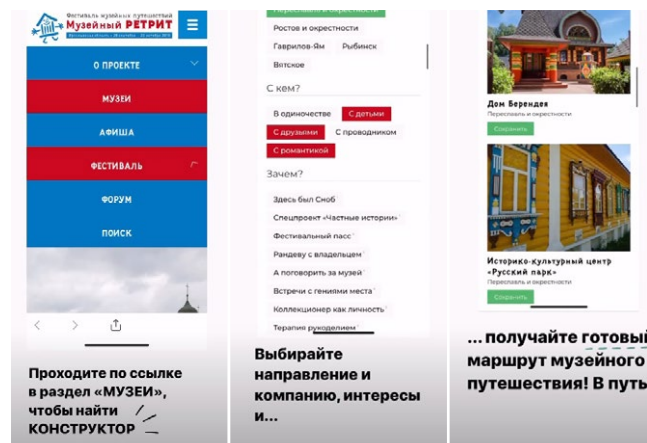 Фестиваль музейных путешествий
Музейный РЕТРИТ
О ПРОЕКТЕ
МУЗЕИ
АФИША
ФЕСТИВАЛЬ
ФОРУМ
ПОИСК
Проходите по ссылке
в раздел «МУЗЕИ»,
чтобы найти
КОНСТРУКТОР
Переславль и окрестности
Ростов и окрестности
Гаврилов-Ям Рыбинск
Вятское
С кем?
В одиночестве С детьми
С друзьями С проводником
С романтикой
Зачем?
Здесь был Сноб
Спецпроект «Частные истории»
Фестивальный пасс
Рандеву с владельцем
А поговорить за музей
Встречи с гениями места
Коллекционер как личность
Терапия рукоделием
Выбирайте
направление и
компанию, интересы
и...
Дом Берендея
Переславль и окрестности
Сохранить
Историко-культурный центр
«Русский парк»
Переславль и окрестности
Сохранить
... получайте готовый
маршрут музейного
путешествия! В путь